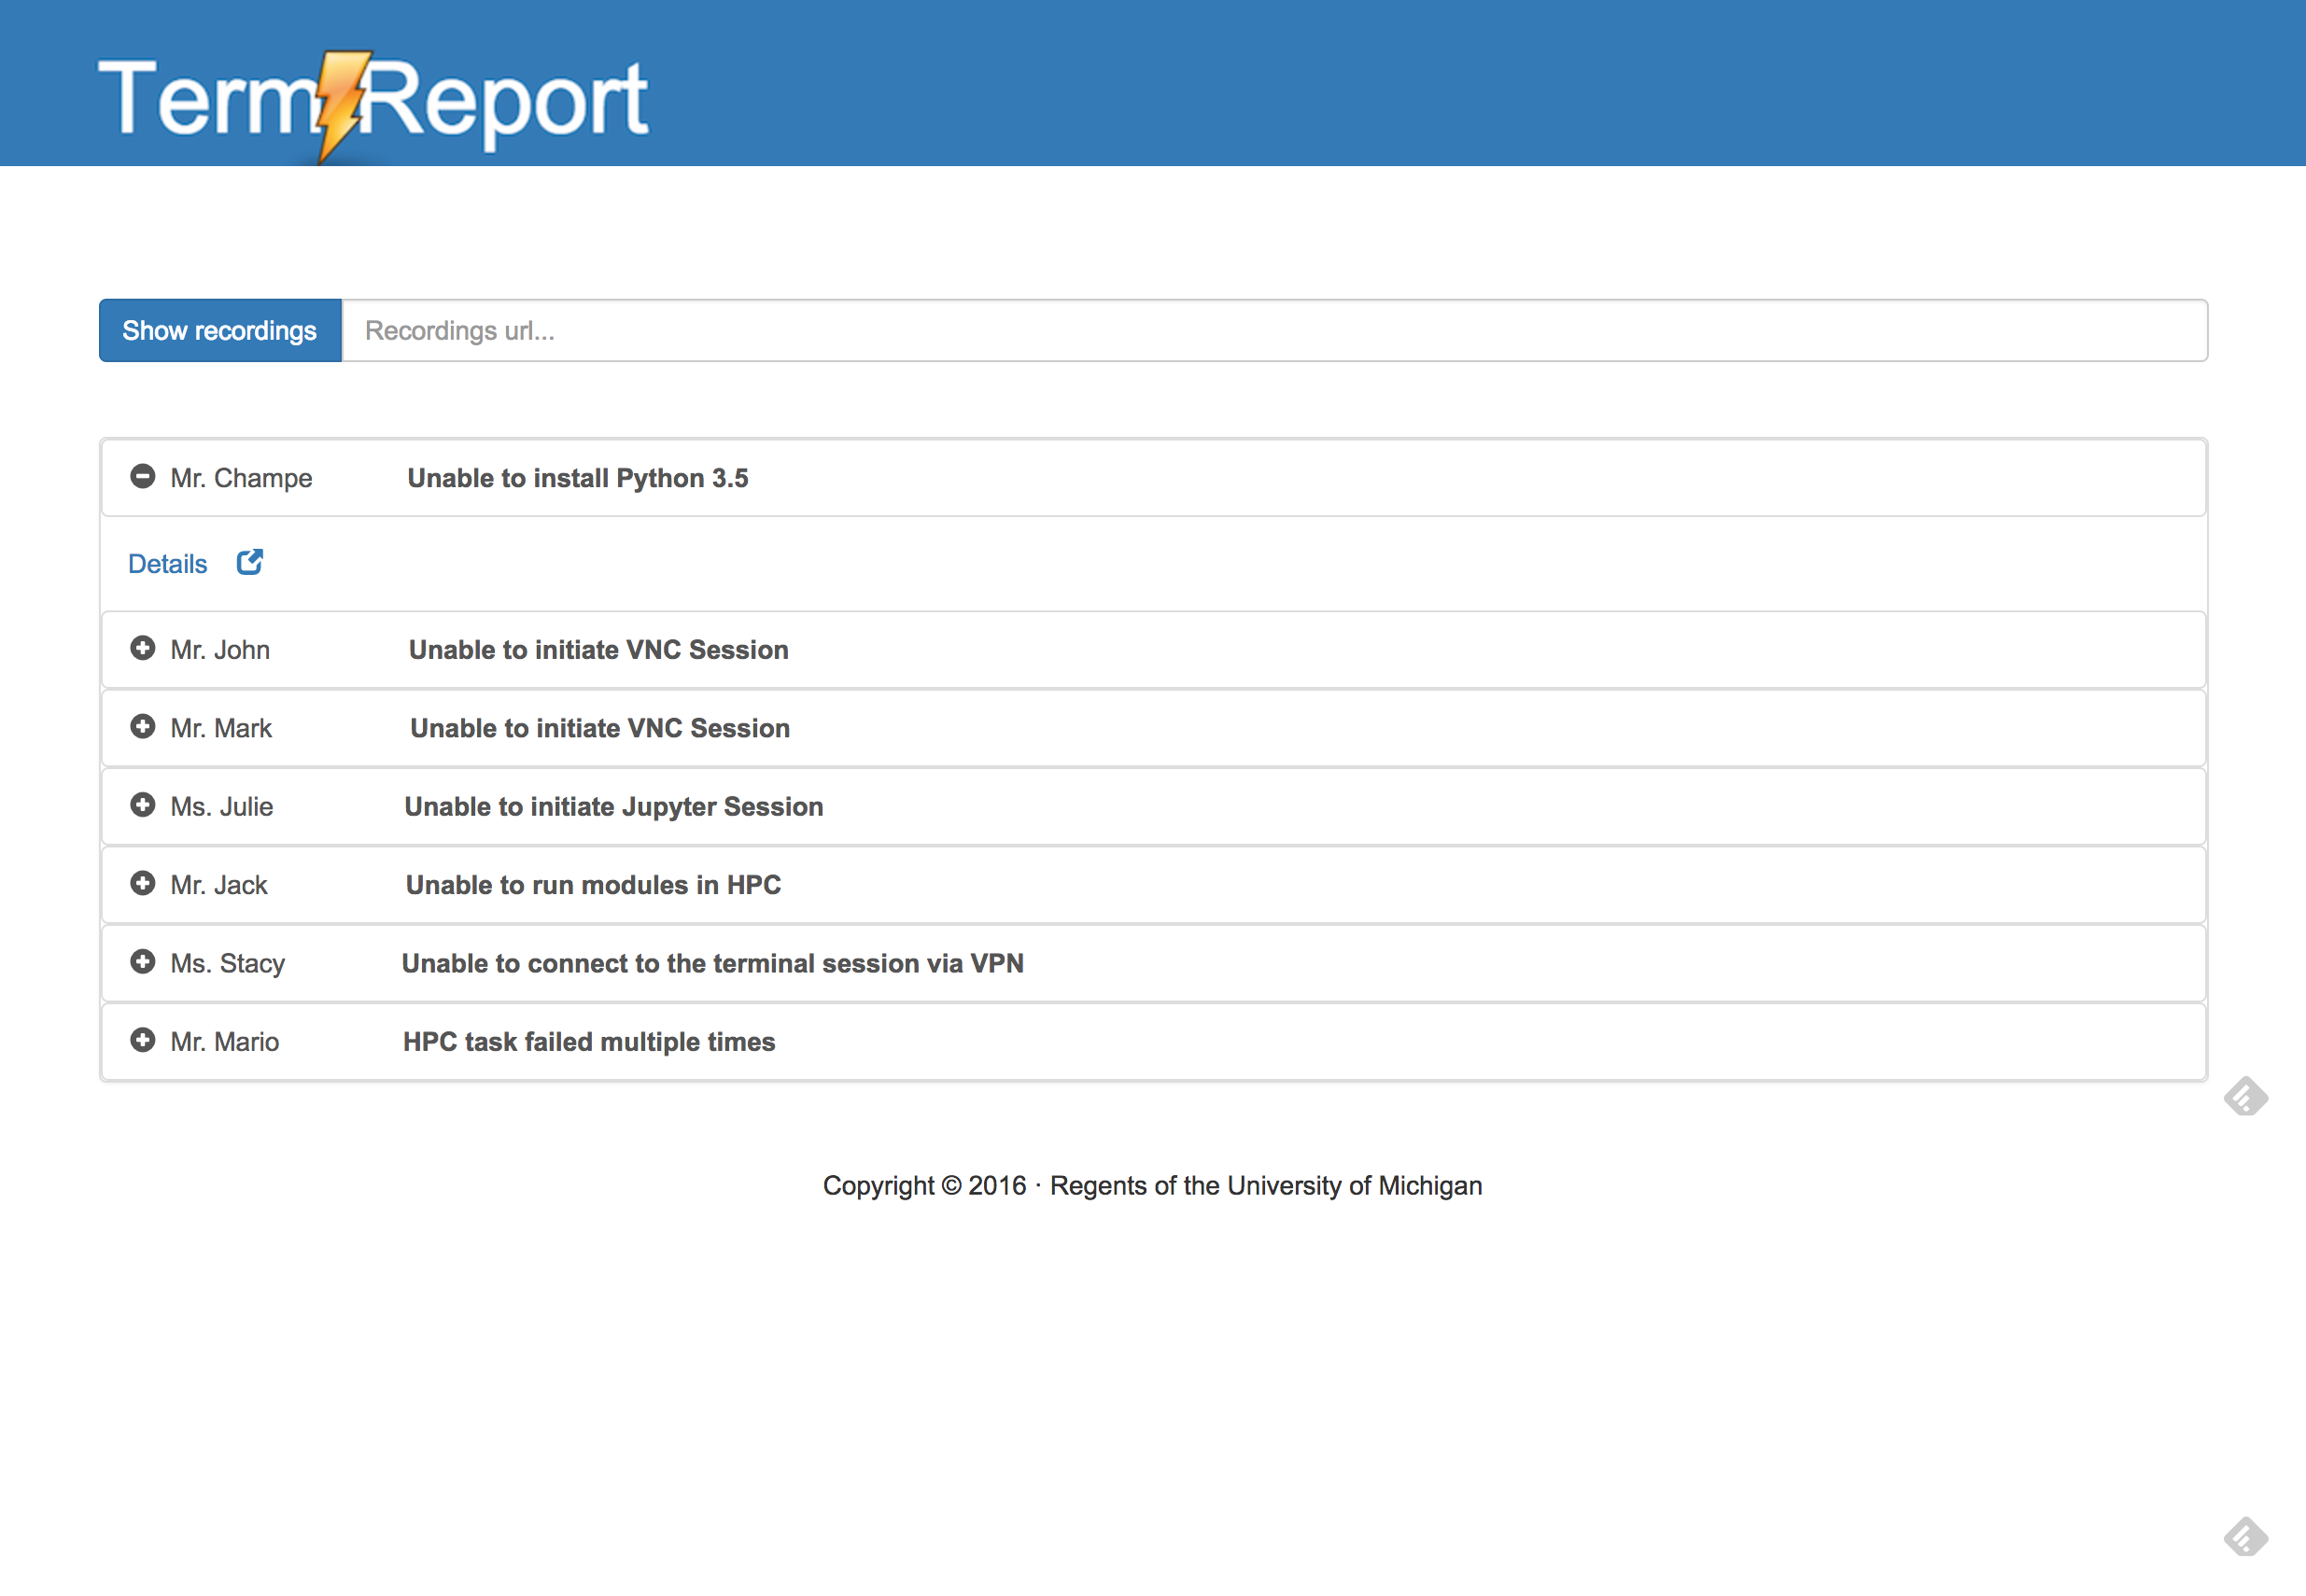 Term Report
Show recordings Recordings url...
Mr. Champe Unable to install Python 3.5
Details
Mr. John Unable to initiate VNC Session
Mr. Mark Unable to initiate VNC Session
Ms. Julie Unable to initiate Jupyter Session
Mr. Jack Unable to run modules in HPC
Ms. Stacy Unable to connect to the terminal session via VPN
Mr. Mario HPC task failed multiple times
Copyright © 2016 · Regents of the University of Michigan